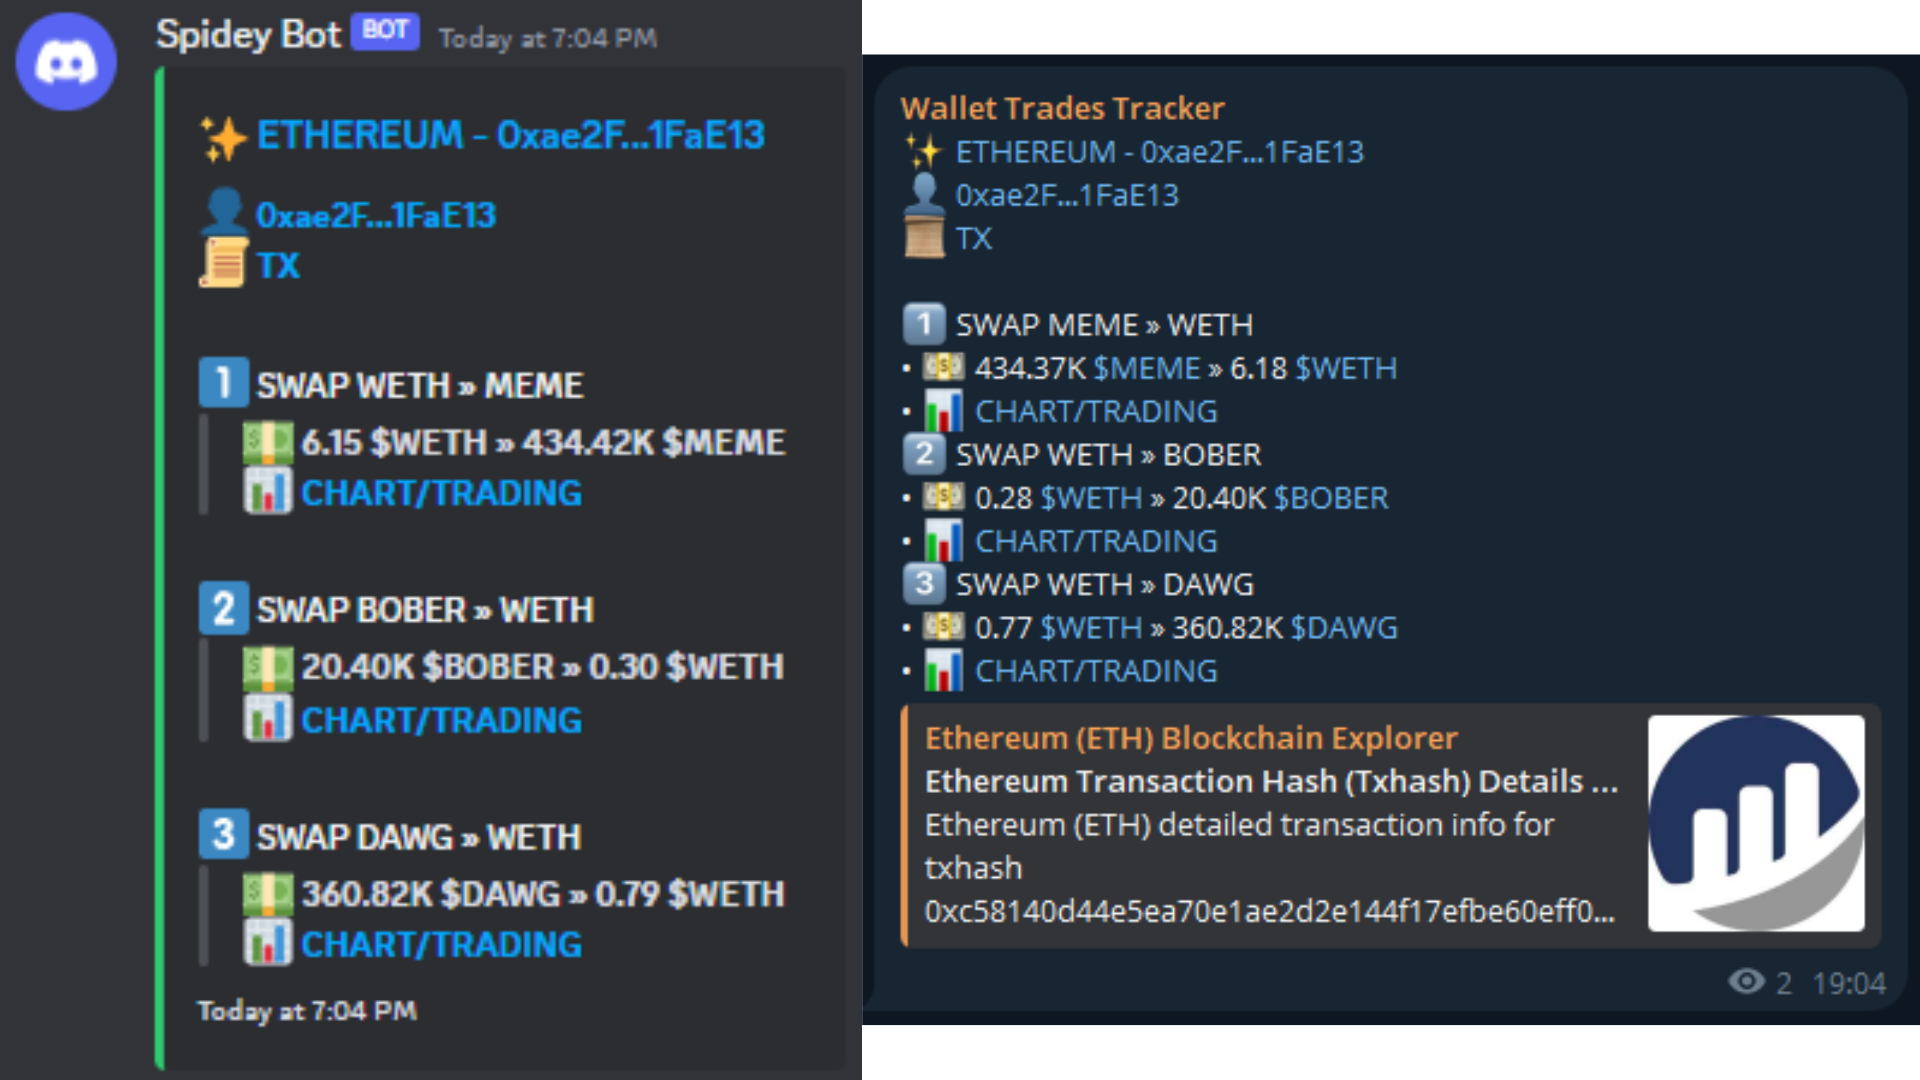 Spidey Bot BOT Today at 7:04 PM
ETHEREUM - 0xae2F...1FaE13
0xae2F...1FaE13
TX
1 SWAP WETH » MEME
6.15 $WETH » 434.42K $MEME
CHART/TRADING
2 SWAP BOBER » WETH
20.40K $BOBER » 0.30 $WETH
CHART/TRADING
3 SWAP DAWG » WETH
360.82K $DAWG » 0.79 $WETH
CHART/TRADING
Today at 7:04 PM
Wallet Trades Tracker
ETHEREUM - 0xae2F...1FaE13
0xae2F...1FaE13
TX
1 SWAP MEME » WETH
• 434.37K $MEME » 6.18 $WETH
• CHART/TRADING
2 SWAP WETH » BOBER
• 0.28 $WETH » 20.40K $BOBER
• CHART/TRADING
3 SWAP WETH » DAWG
• 0.77 $WETH » 360.82K $DAWG
• CHART/TRADING
Ethereum (ETH) Blockchain Explorer
Ethereum Transaction Hash (Txhash) Details ...
Ethereum (ETH) detailed transaction info for
txhash
0xc58140d44e5ea70e1ae2d2e144f17efbe60eff0...
2 19:04